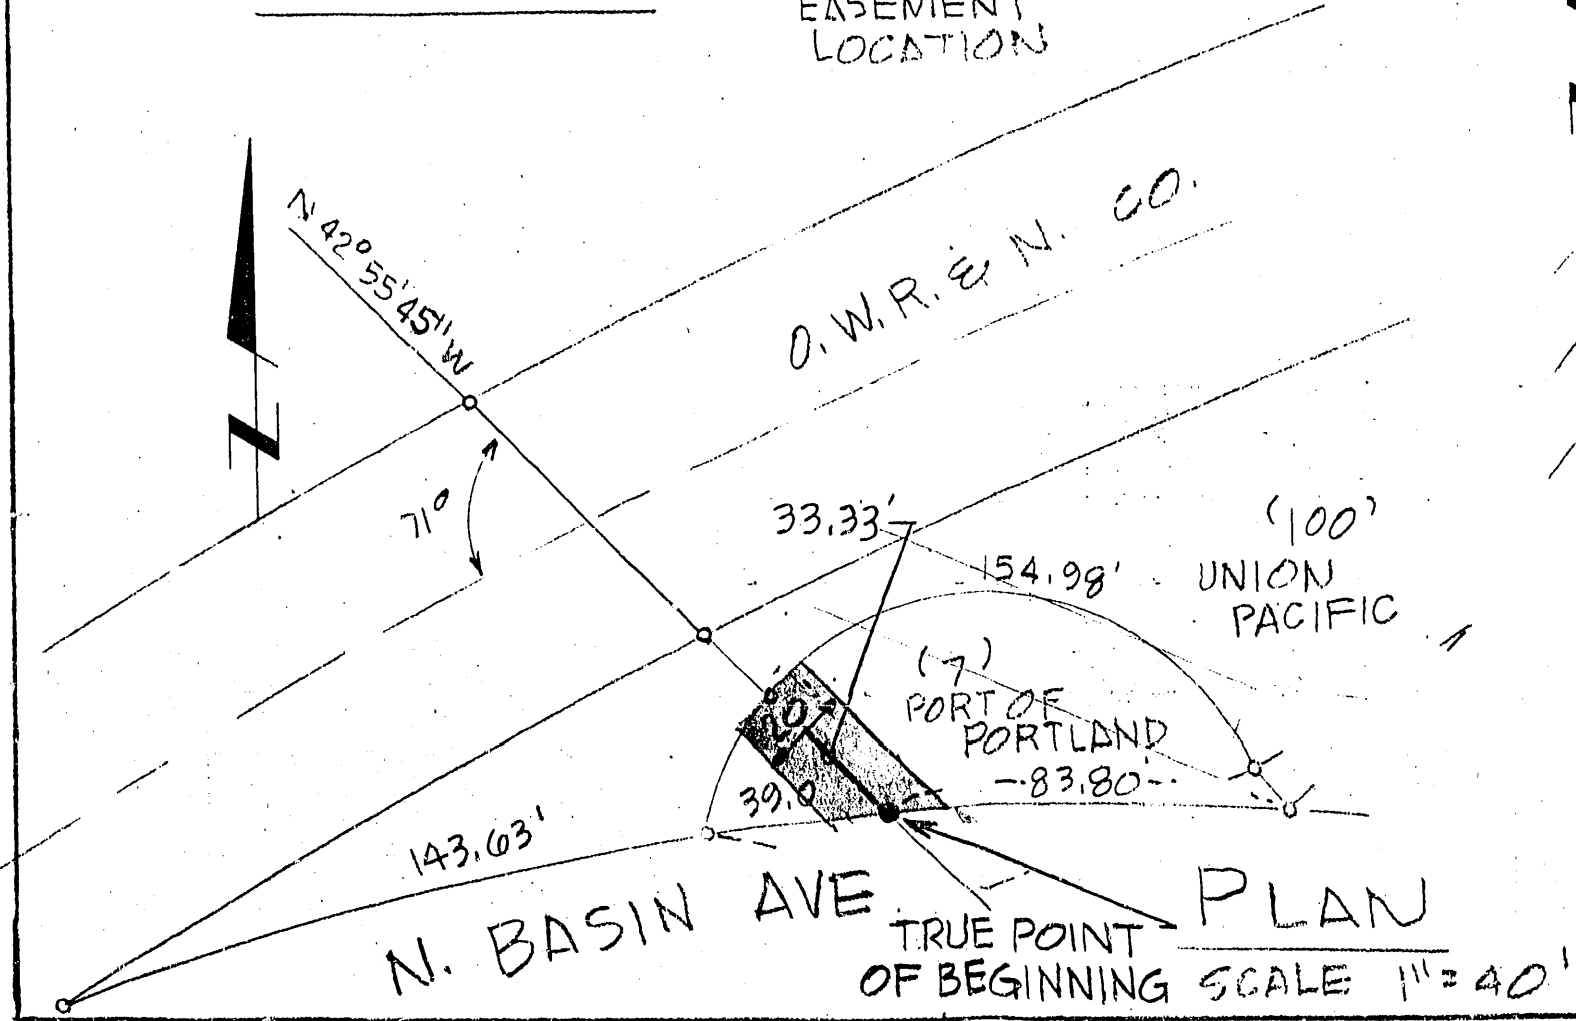 EASEMENT
LOCATION
N 42° 55' 45" W
O. W. R. & N. CO.
71°
33.33'
154.98'
(100)
UNION
PACIFIC
(7)
PORT OF
PORTLAND
83.80'
20'
39.0
143.63'
N. BASIN AVE.
TRUE POINT
OF BEGINNING
PLAN
SCALE 1" = 40'
N